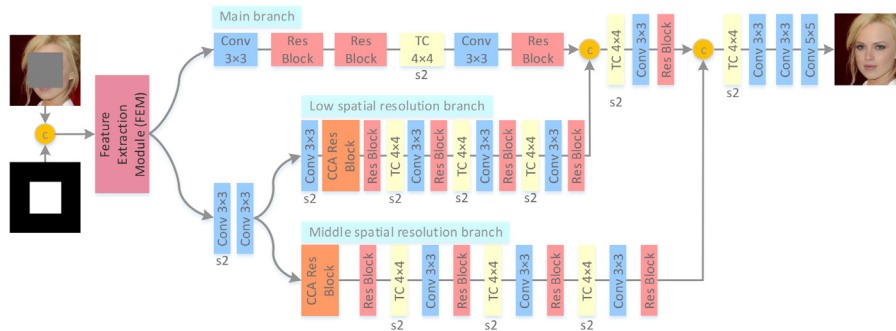 Main branch
Conv
3×3
Res
Block
Res
Block
TC
4×4
s2
Conv
3×3
Res
Block
c
TC 4×4
s2
Conv 3×3
Res Block
c
TC 4×4
s2
Conv 3×3
Conv 3×3
Conv 5×5
c
Feature
Extraction
Module (FEM)
Low spatial resolution branch
Conv 3×3
s2
CCA Res
Block
Res Block
TC 4×4
s2
Conv 3×3
Res Block
TC 4×4
s2
Conv 3×3
Res Block
TC 4×4
s2
Conv 3×3
Res Block
Conv 3×3
s2
Conv 3×3
Middle spatial resolution branch
CCA Res
Block
Res Block
TC 4×4
s2
Conv 3×3
Res Block
TC 4×4
s2
Conv 3×3
Res Block
TC 4×4
s2
Conv 3×3
Res Block